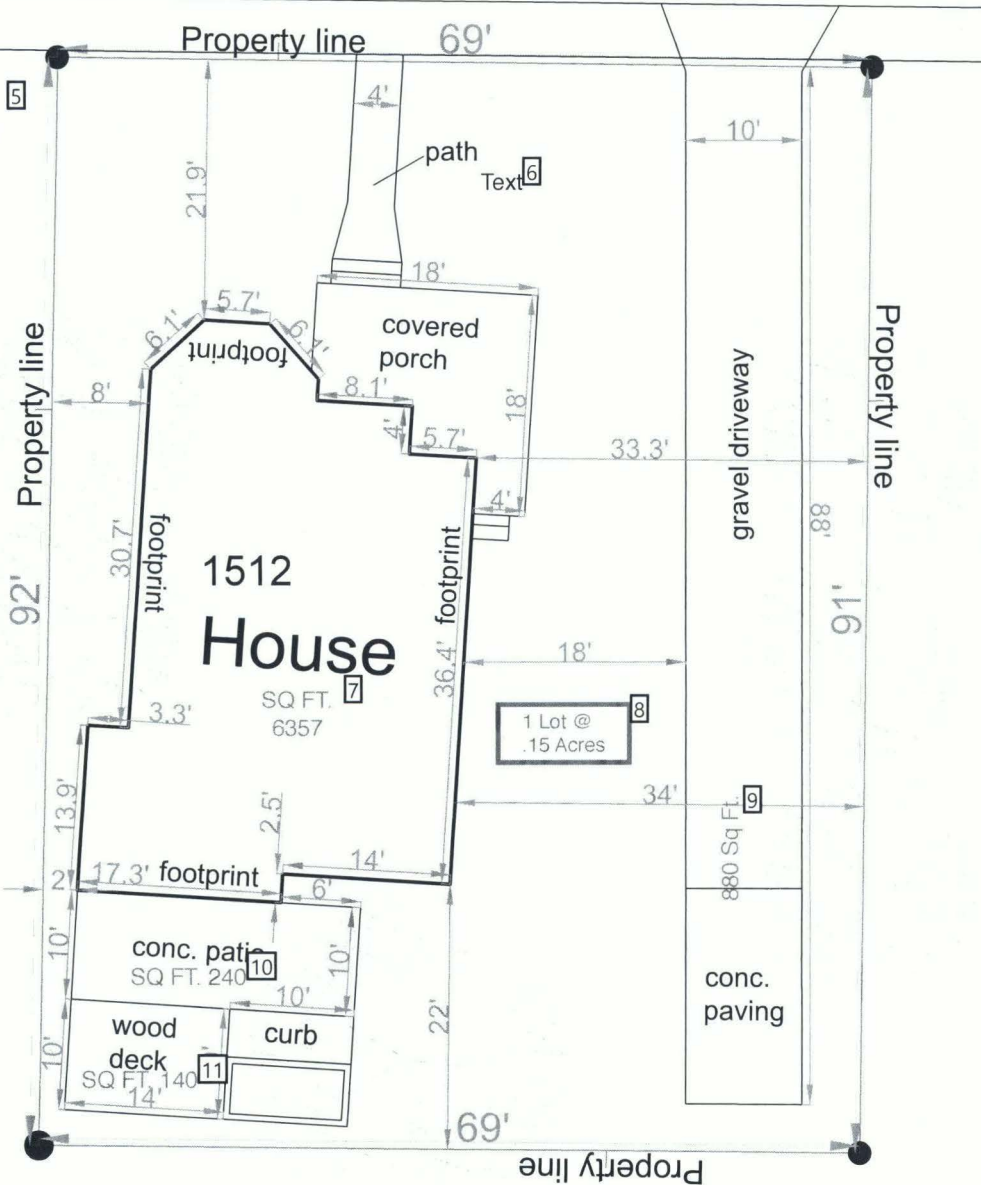 Property line
69'
5
4'
10'
path
Text 6
21.9'
18'
5.7'
6.1'
6.1'
footprint
covered
porch
Property line
8'
8.1'
4'
5.7'
18'
33.3'
gravel driveway
Property line
4'
88'
30.7'
footprint
1512
House
footprint
36.4'
92'
91'
18'
SQ FT. 7
6357
3.3'
1 Lot @ 8
.15 Acres
34'
880 Sq Ft. 9
13.9'
2.5'
14'
2'
17.3'
footprint
6'
10'
conc. patio
SQ FT. 240 10
10'
10'
conc.
paving
22'
wood
deck
SQ FT. 140 11
curb
10'
14'
69'
Property line